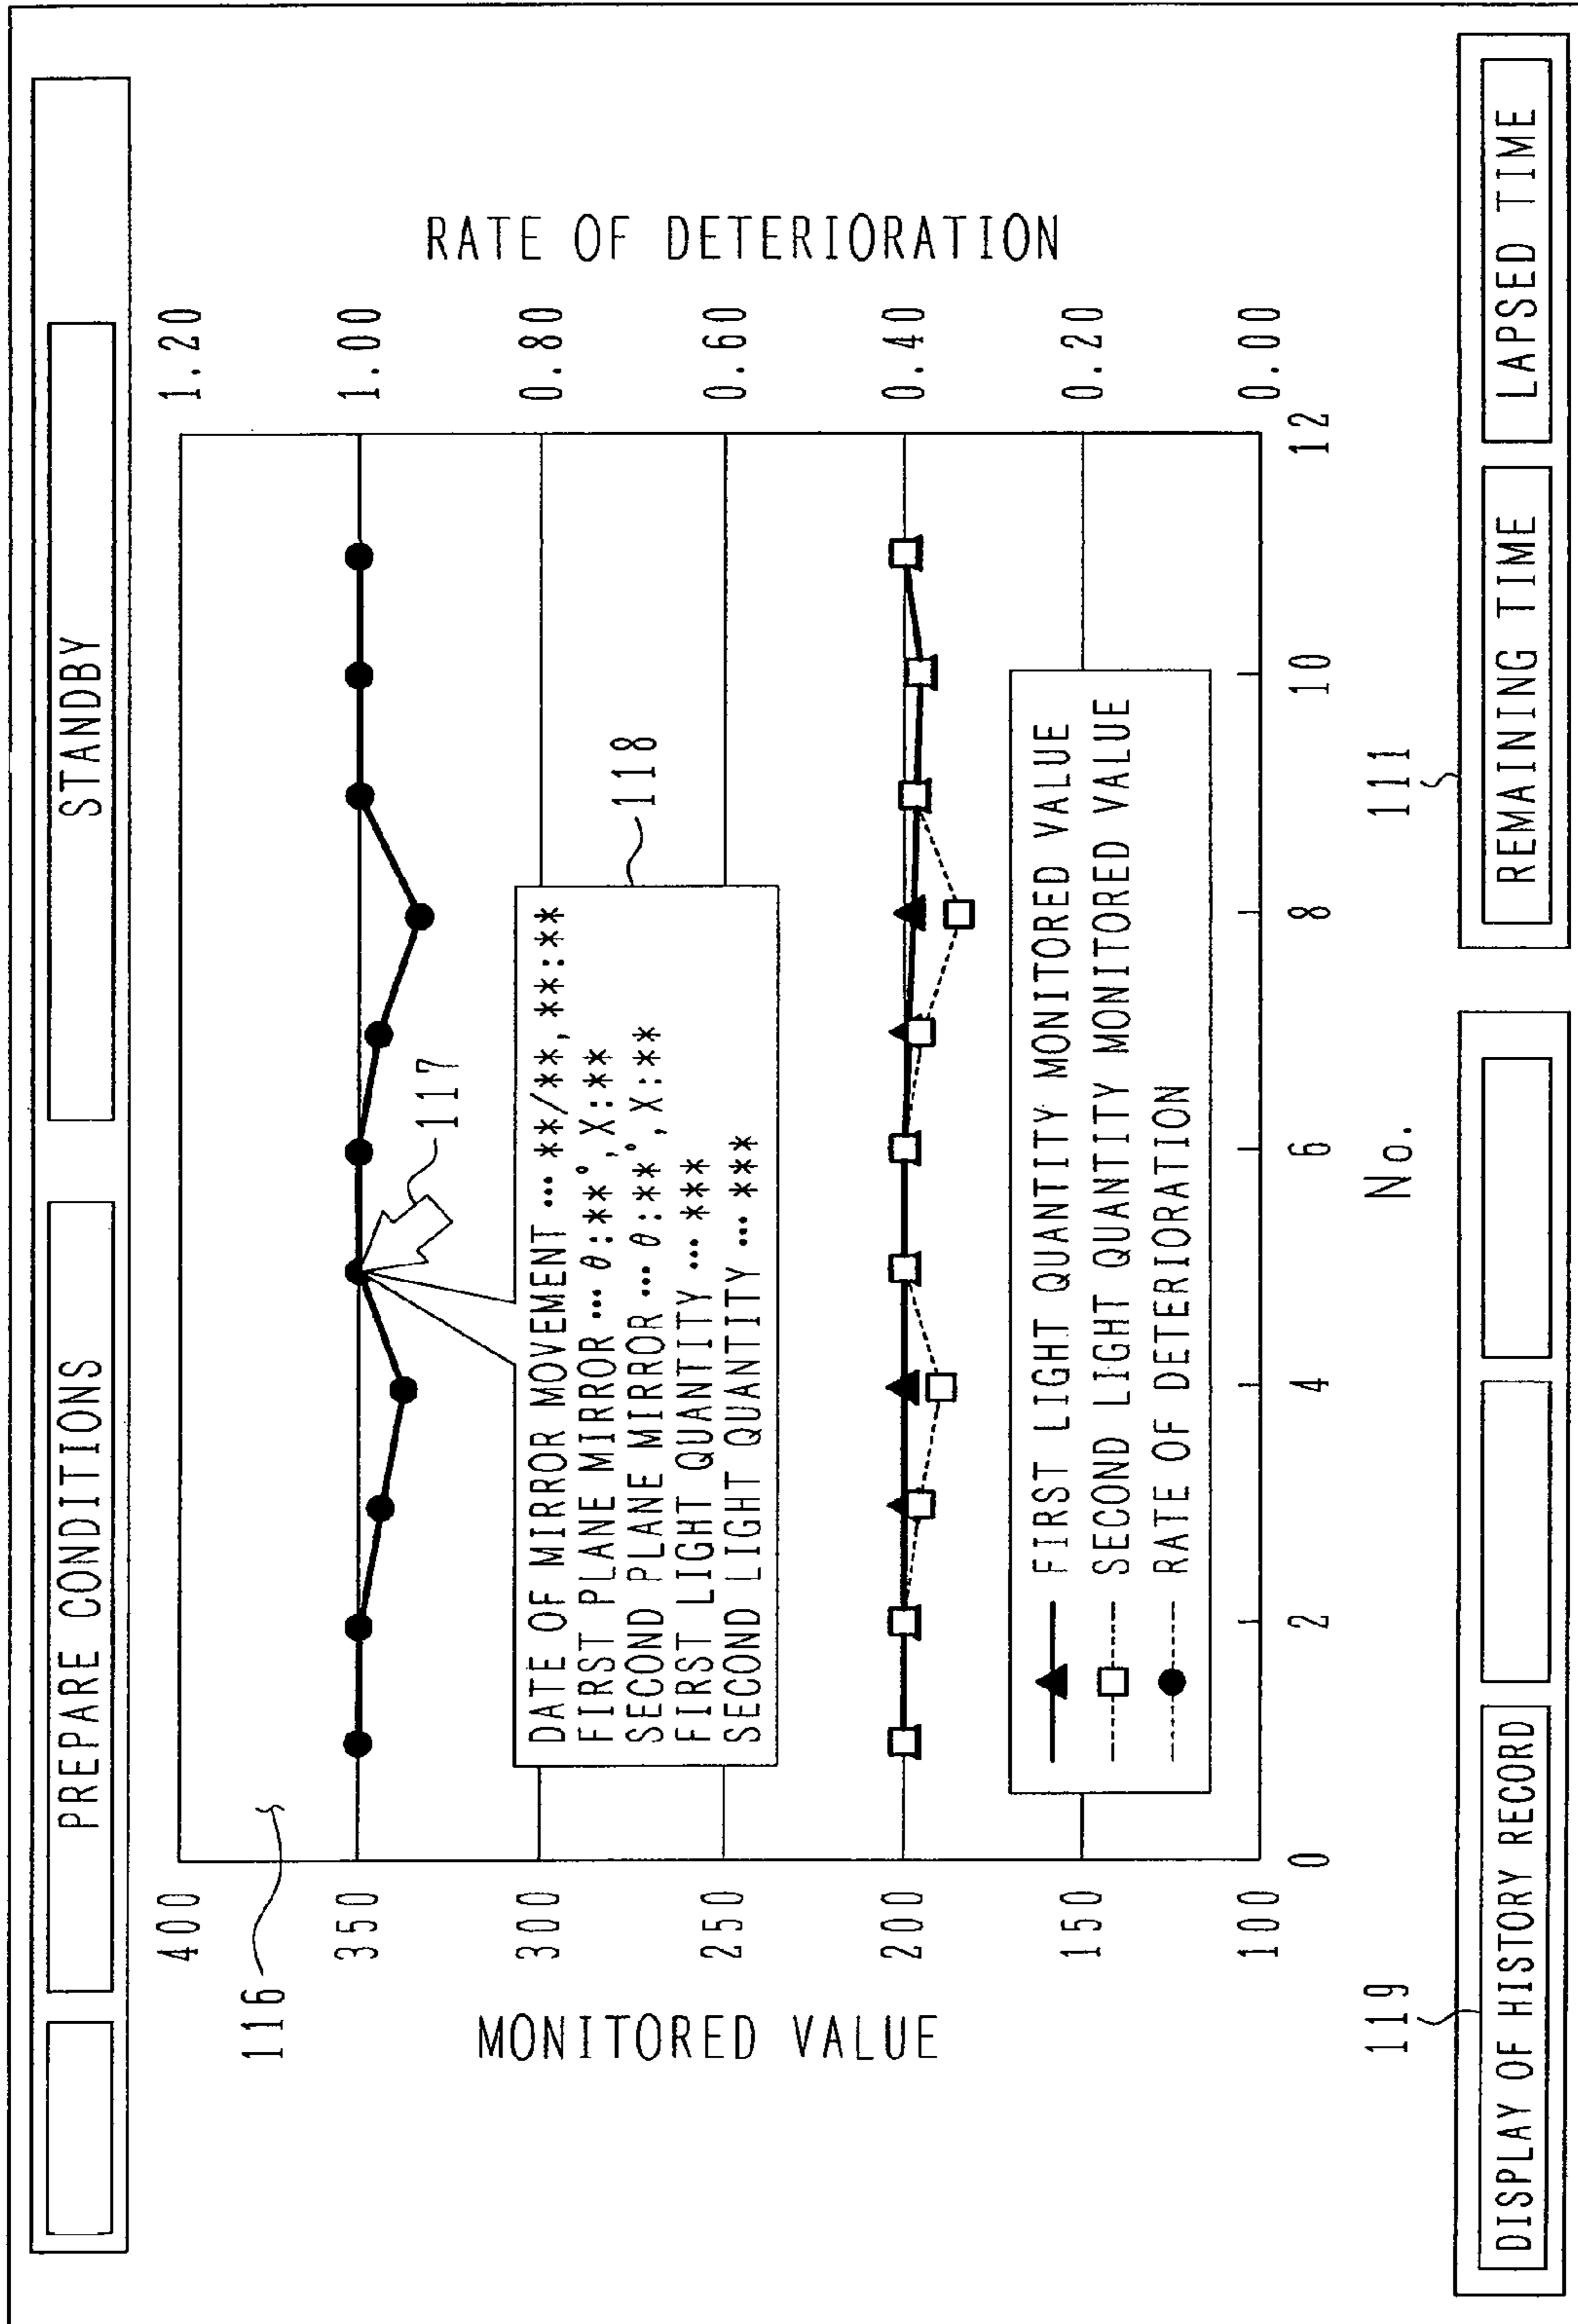 PREPARE CONDITIONS
STANDBY
116
MONITORED VALUE
400
350
300
250
200
150
100
RATE OF DETERIORATION
1.20
1.00
0.80
0.60
0.40
0.20
0.00
117
118
DATE OF MIRROR MOVEMENT ... **/**,**:**
FIRST PLANE MIRROR ... θ:**°,X:**
SECOND PLANE MIRROR ... θ:**°,X:**
FIRST LIGHT QUANTITY ... ***
SECOND LIGHT QUANTITY ... ***
FIRST LIGHT QUANTITY MONITORED VALUE
SECOND LIGHT QUANTITY MONITORED VALUE
RATE OF DETERIORATION
0 2 4 6 8 10 12
No.
119
111
DISPLAY OF HISTORY RECORD
REMAINING TIME
LAPSED TIME